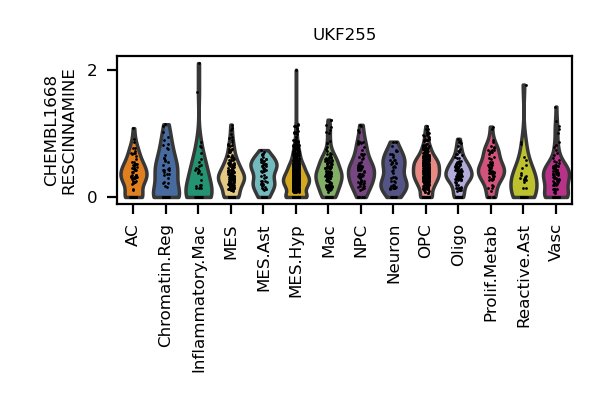 UKF255
CHEMBL1668
RESCINNAMINE
2
0
AC
Chromatin.Reg
Inflammatory.Mac
MES
MES.Ast
MES.Hyp
Mac
NPC
Neuron
OPC
Oligo
Prolif.Metab
Reactive.Ast
Vasc